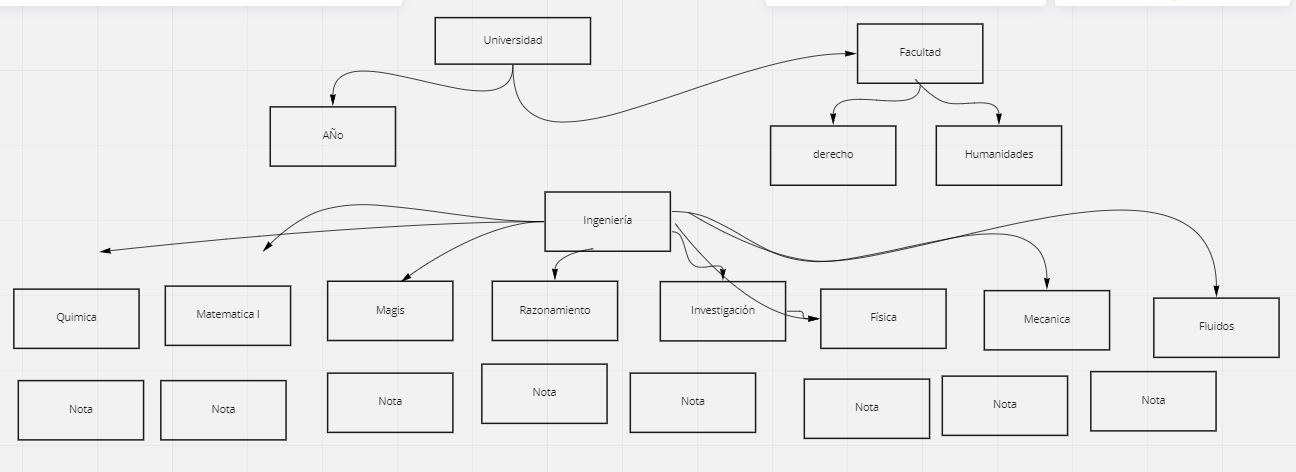 Universidad
Facultad
AÑo
derecho
Humanidades
Ingeniería
Quimica
Matematica I
Magis
Razonamiento
Investigación
Física
Mecanica
Fluidos
Nota
Nota
Nota
Nota
Nota
Nota
Nota
Nota